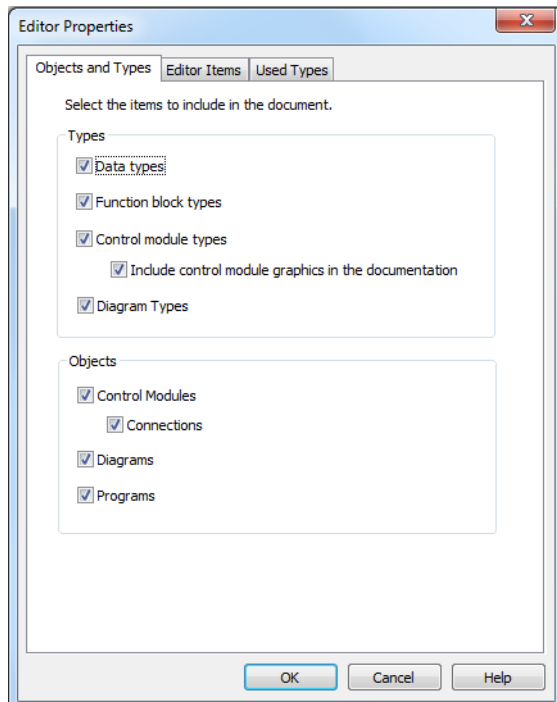 Editor Properties
Objects and Types Editor Items Used Types
Select the items to include in the document.
Types
Data types
Function block types
Control module types
Include control module graphics in the documentation
Diagram Types
Objects
Control Modules
Connections
Diagrams
Programs
OK Cancel Help